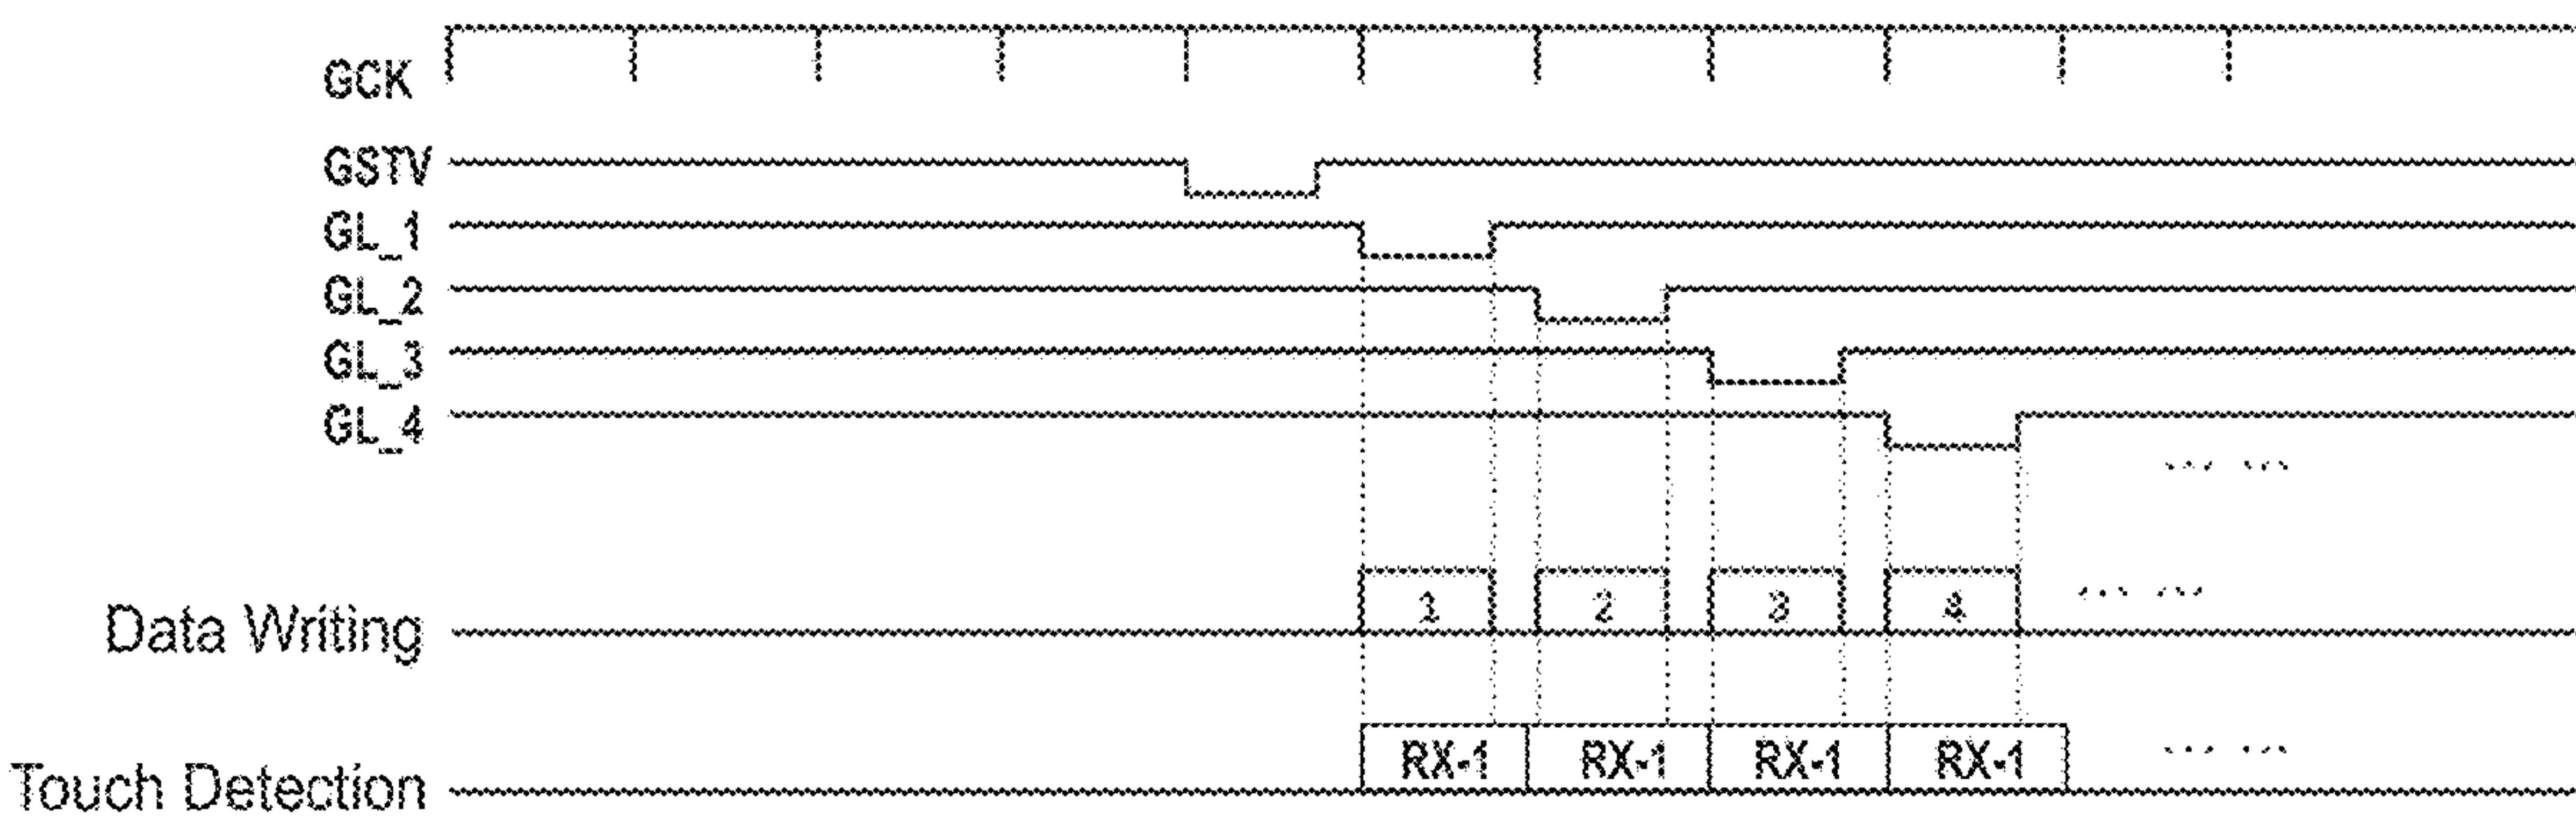 GCK
GSTV
GL_1
GL_2
GL_3
GL_4
... ...
Data Writing 1 2 3 4 ... ...
Touch Detection RX-1 RX-1 RX-1 RX-1 ... ...